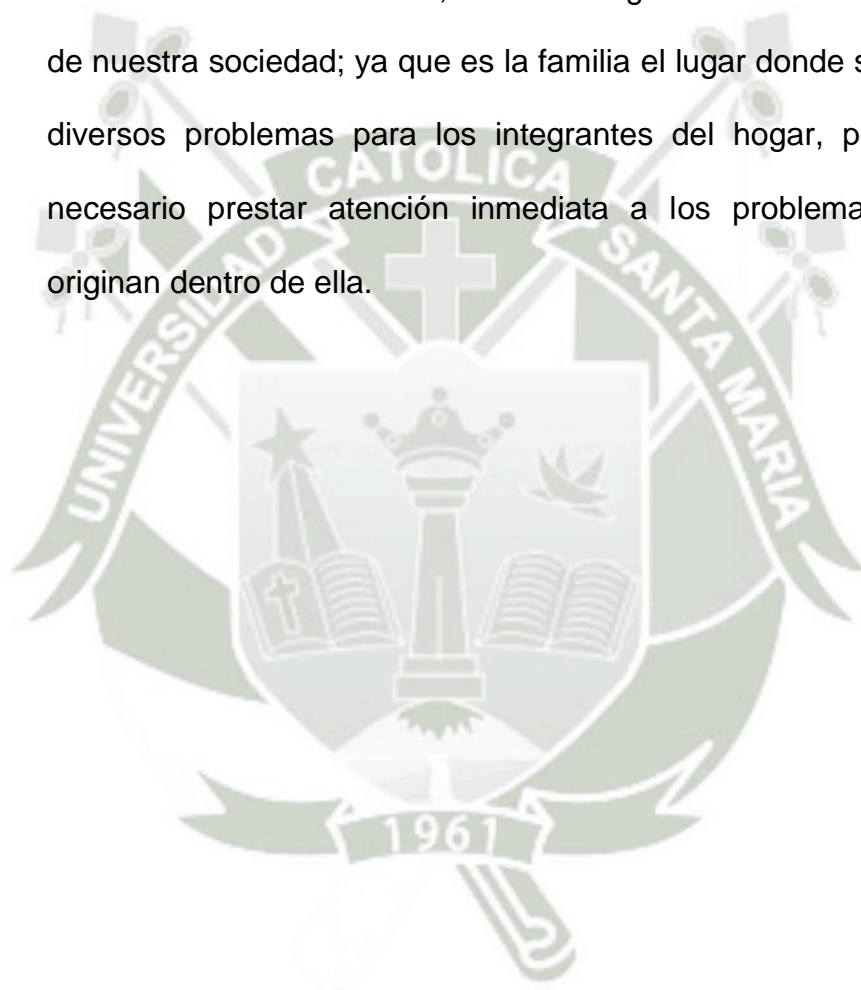 de nuestra sociedad; ya que es la familia el lugar donde
diversos problemas para los integrantes del hogar,
necesario prestar atención inmediata a los
originan dentro de ella.
UNIVERSIDAD CATOLICA SANTA MARIA
1961